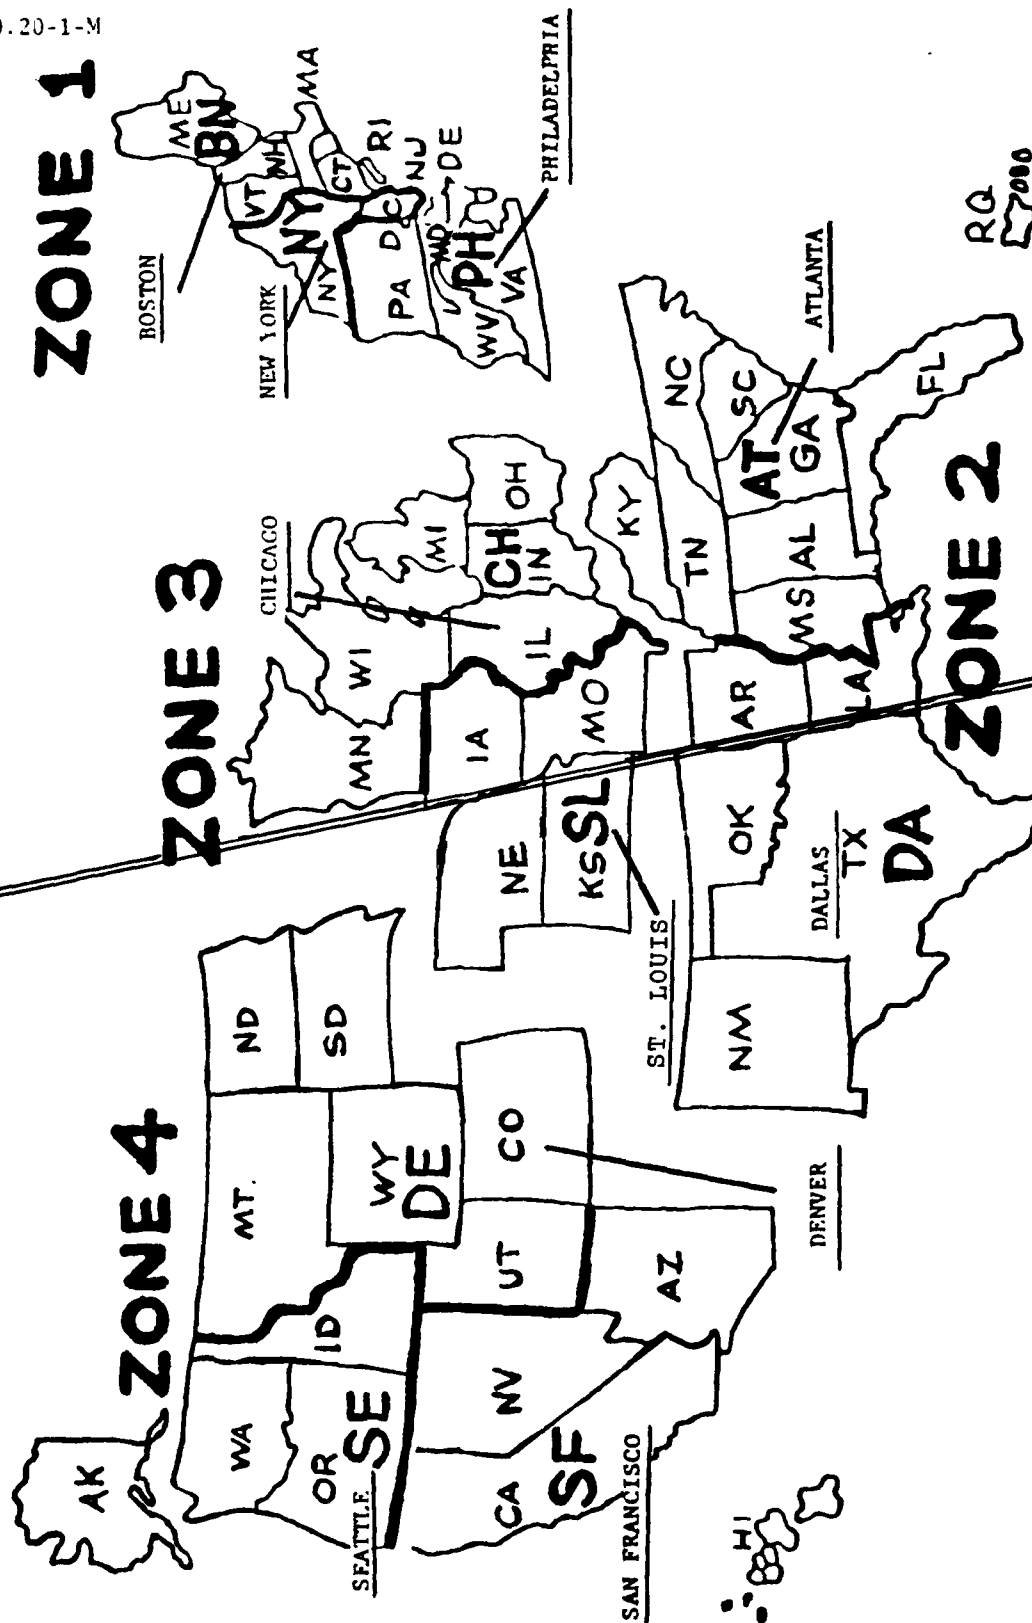 0.20-1-M
ZONE 1
ZONE 3
ZONE 4
ZONE 2
BOSTON
NEW YORK
PHILADELPRIA
CHICAGO
ATLANTA
ST. LOUIS
DALLAS
DENVER
SEATTLE
SAN FRANCISCO
ME
BN
NH
VT
MA
CT
RI
NY
NY
NJ
DE
PA
DC
MD
PH
WV
VA
MI
OH
CH
IN
IL
WI
MN
IA
MO
NE
KS
SL
KY
TN
NC
SC
AT
GA
AL
MS
FL
AR
LA
OK
TX
DA
NM
ND
SD
MT.
WY
DE
CO
UT
AZ
ID
WA
OR
SE
NV
CA
SF
AK
HI
RQ